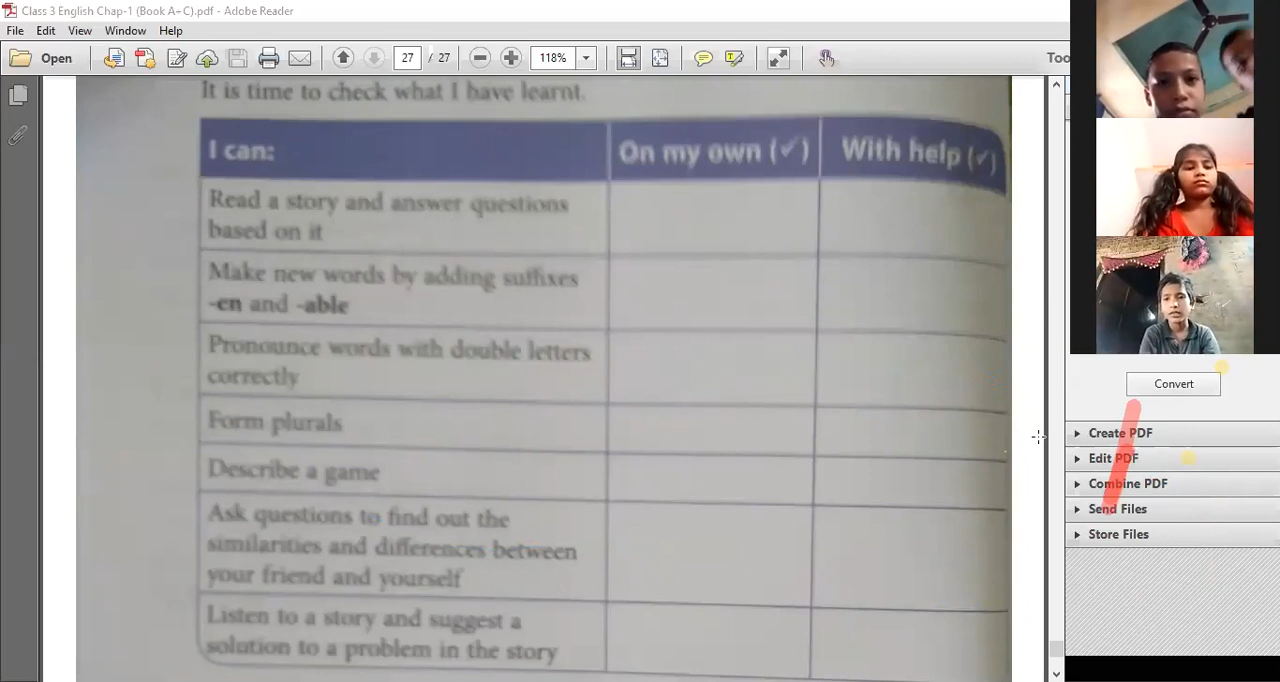 Class 3 English Chap-1 (Book A+C).pdf - Adobe Reader
File Edit View Window Help
Open 27 / 27 118% Too
It is time to check what I have learnt.
I can: On my own (✓) With help (✓)
Read a story and answer questions
based on it
Make new words by adding suffixes
-en and -able
Pronounce words with double letters
correctly
Form plurals
Describe a game
Ask questions to find out the
similarities and differences between
your friend and yourself
Listen to a story and suggest a
solution to a problem in the story
Convert
Create PDF
Edit PDF
Combine PDF
Send Files
Store Files